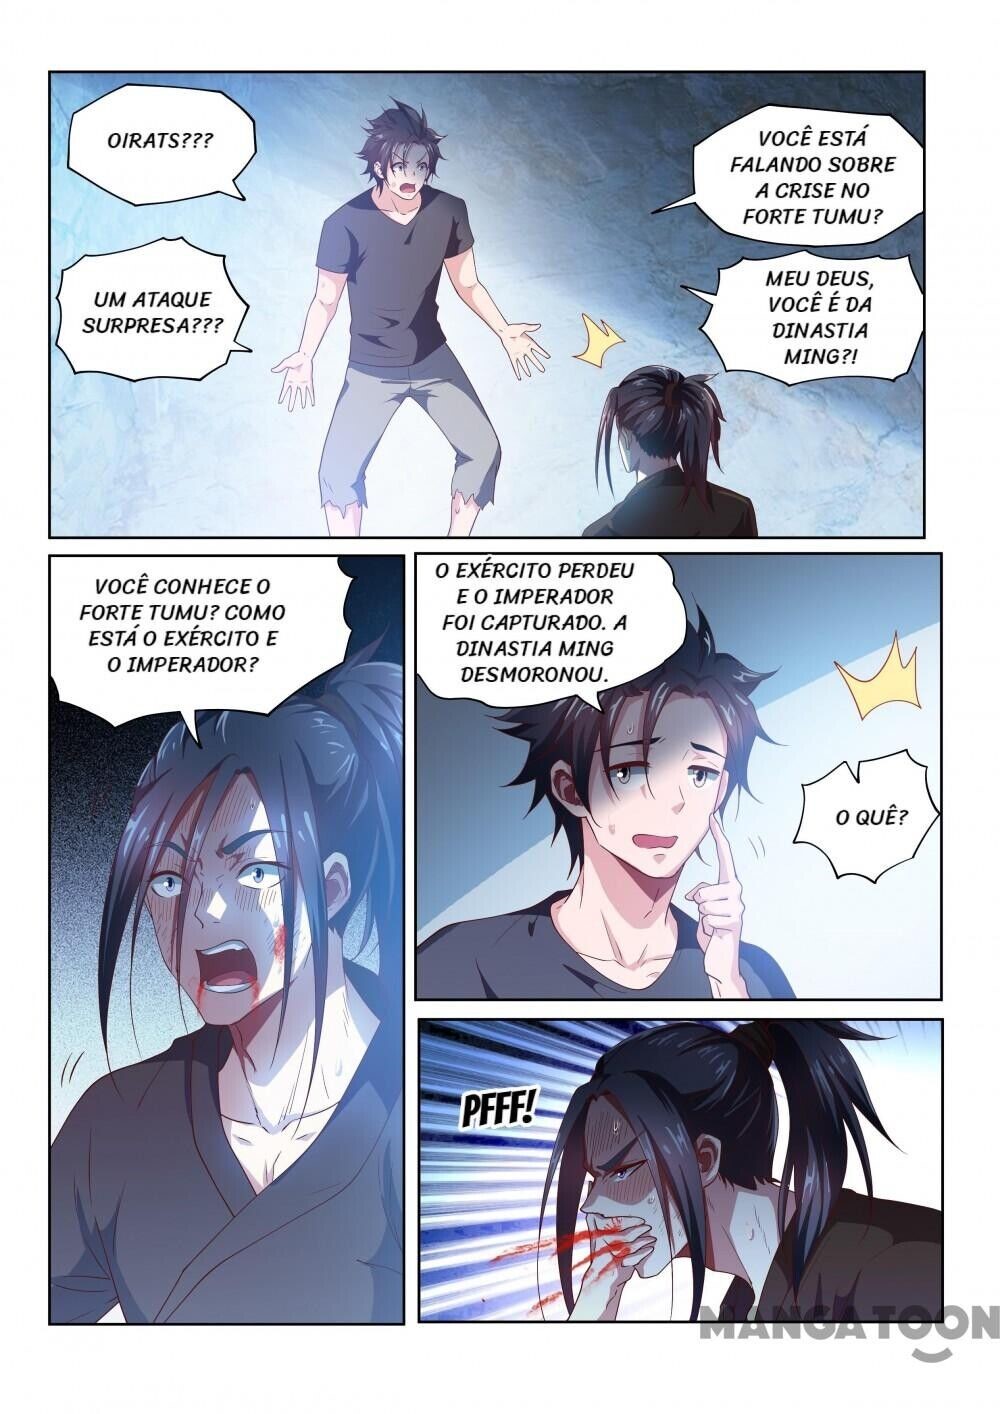 OIRATS???
UM ATAQUE
SURPRESA???
VOCÊ ESTÁ
FALANDO SOBRE
A CRISE NO
FORTE TUMU?
MEU DEUS,
VOCÊ É DA
DINASTIA
MING?!
VOCÊ CONHECE O
FORTE TUMU? COMO
ESTÁ O EXÉRCITO E
O IMPERADOR?
O EXÉRCITO PERDEU
E O IMPERADOR
FOI CAPTURADO. A
DINASTIA MING
DESMORONOU.
O QUÊ?
PFFF!
MANGATOON